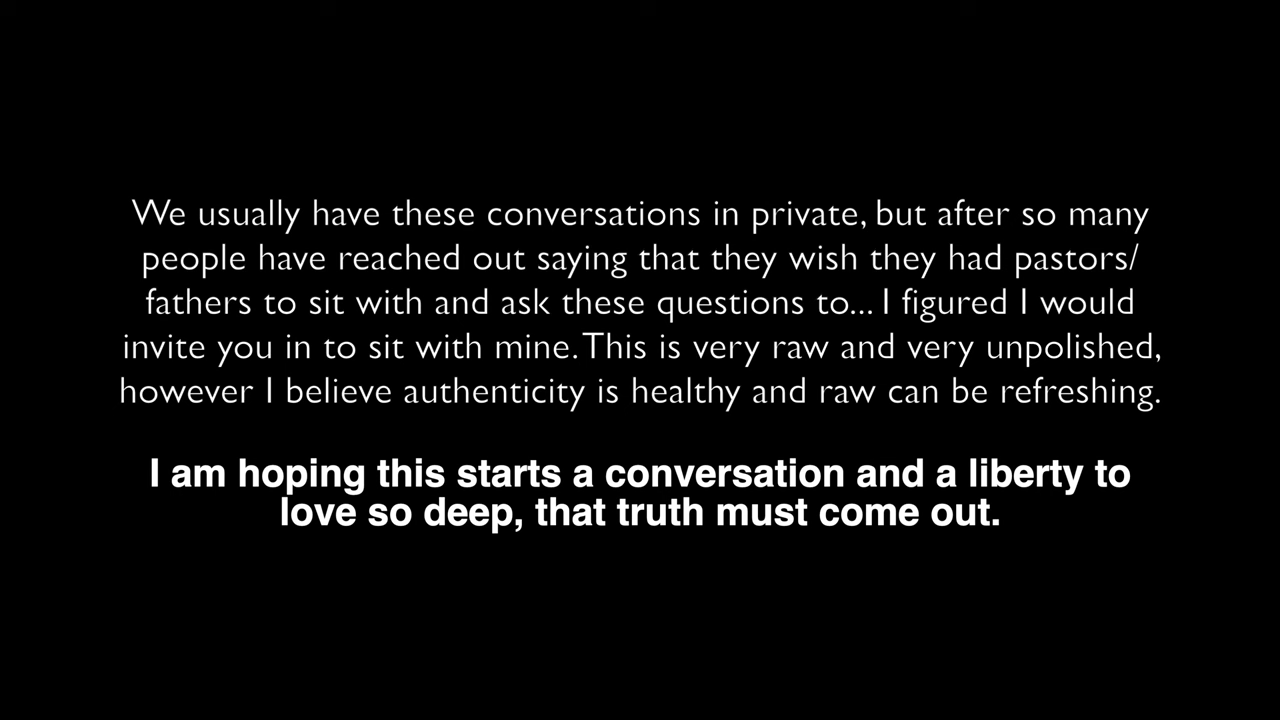 We usually have these conversations in private, but after so many
people have reached out saying that they wish they had pastors/
fathers to sit with and ask these questions to... I figured I would
invite you in to sit with mine. This is very raw and very unpolished,
however I believe authenticity is healthy and raw can be refreshing.
I am hoping this starts a conversation and a liberty to
love so deep, that truth must come out.